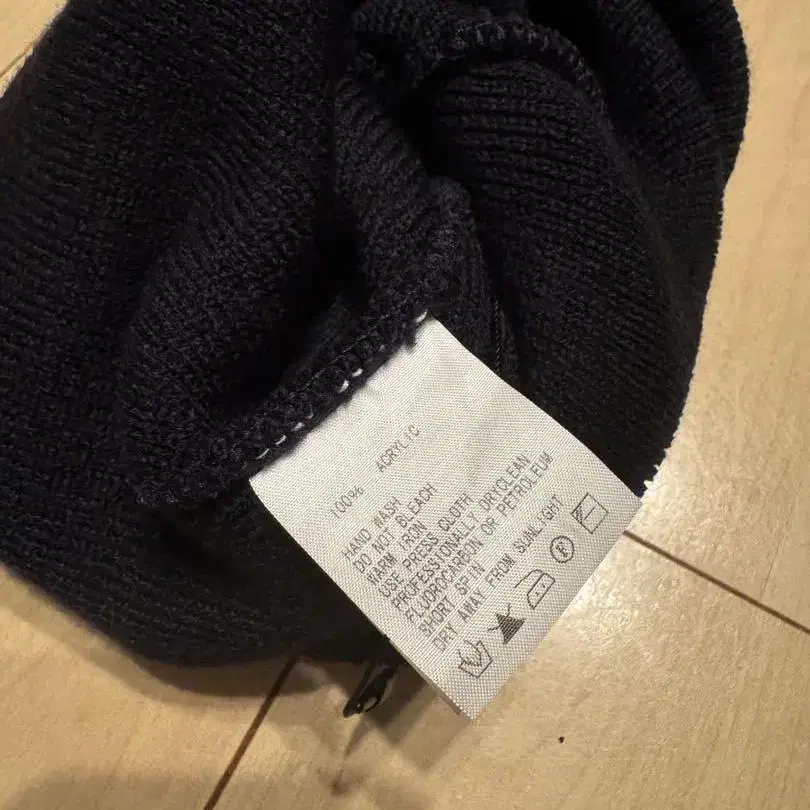 100% ACRYLIC
HAND WASH
DO NOT BLEACH
WARM IRON
USE PRESS CLOTH
PROFESSIONALLY DRYCLEAN
FLUOROCARBON OR PETROLEUM
SHORT SPIN
DRY AWAY FROM SUNLIGHT
F